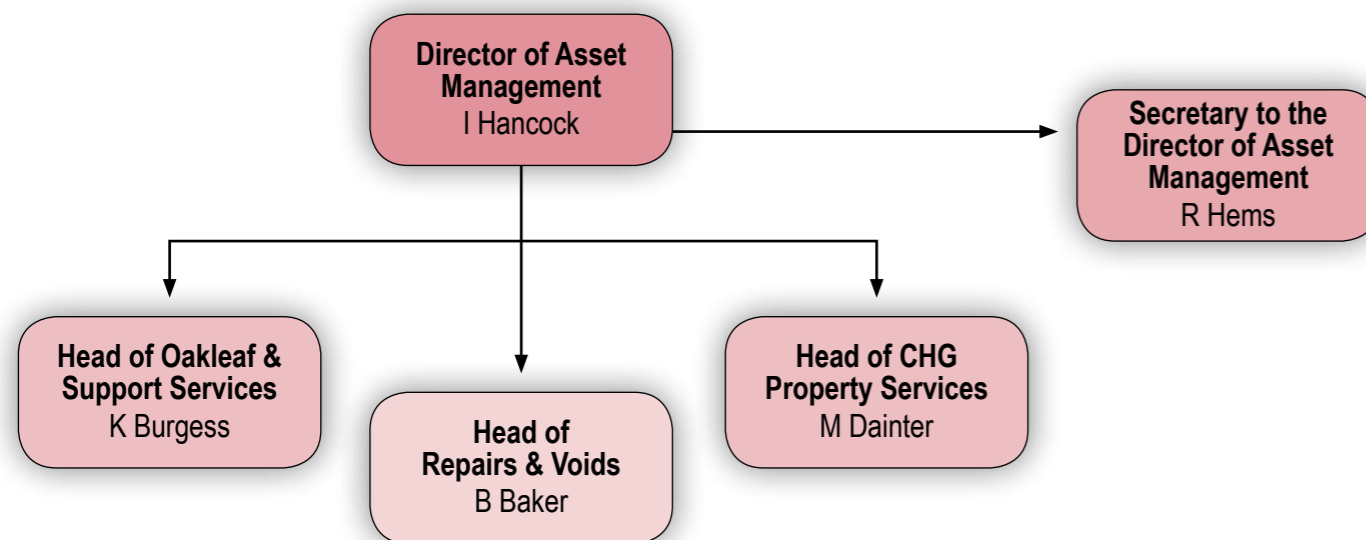 Director of Asset
Management
I Hancock
Secretary to the
Director of Asset
Management
R Hems
Head of Oakleaf &
Support Services
K Burgess
Head of
Repairs & Voids
B Baker
Head of CHG
Property Services
M Dainter